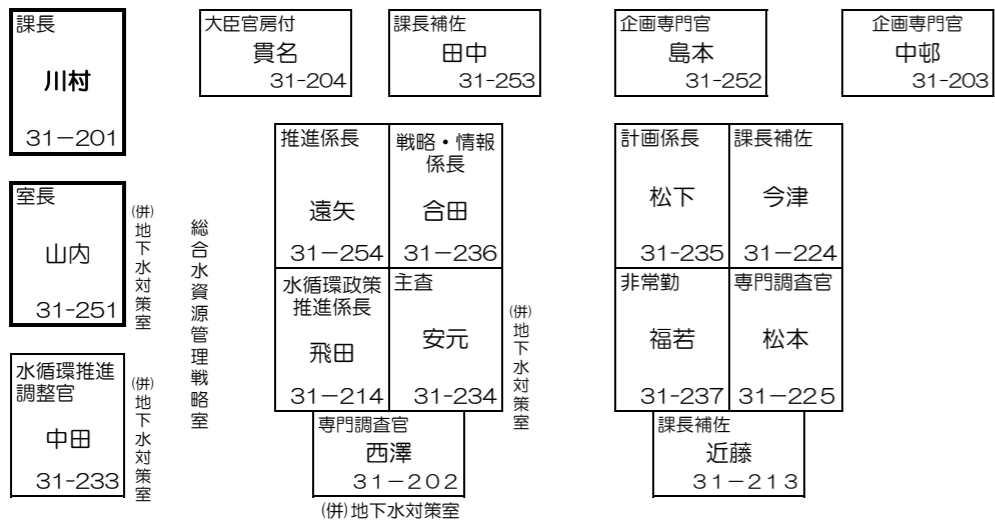 課長
川村
31－201
大臣官房付
貫名
31-204
課長補佐
田中
31-253
企画専門官
島本
31-252
企画専門官
中邨
31-203
室長
山内
31-251
㈵地下水対策室
水循環推進
調整官
中田
31-233
(併)地下水対策室
総合水資源管理戦略室
推進係長
遠矢
31－254
戦略・情報
係長
合田
31－236
水循環政策
推進係長
飛田
31－214
主査
安元
31-234
(併)地下水対策室
専門調査官
西澤
31－202
(併)地下水対策室
計画係長
松下
31-235
課長補佐
今津
31－224
非常勤
福若
31-237
専門調査官
松本
31－225
課長補佐
近藤
31－213